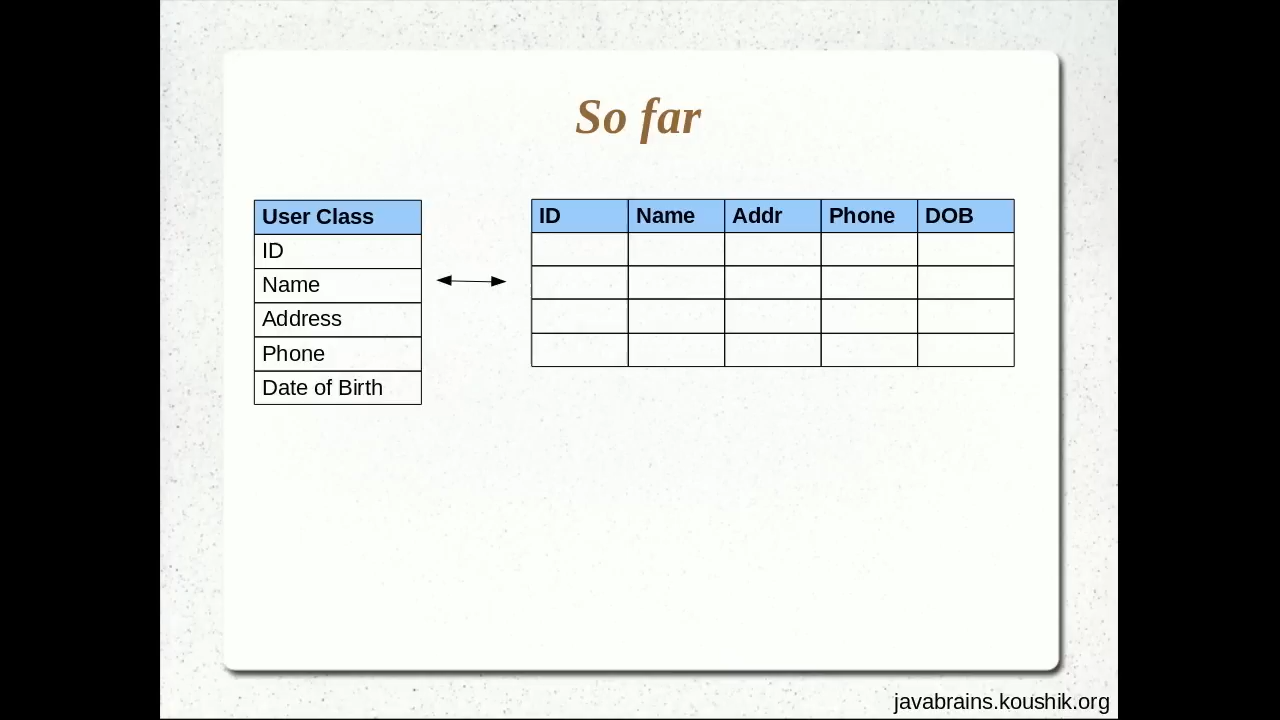 So far
User Class
ID
Name
Address
Phone
Date of Birth
ID Name Addr Phone DOB
javabrains.koushik.org